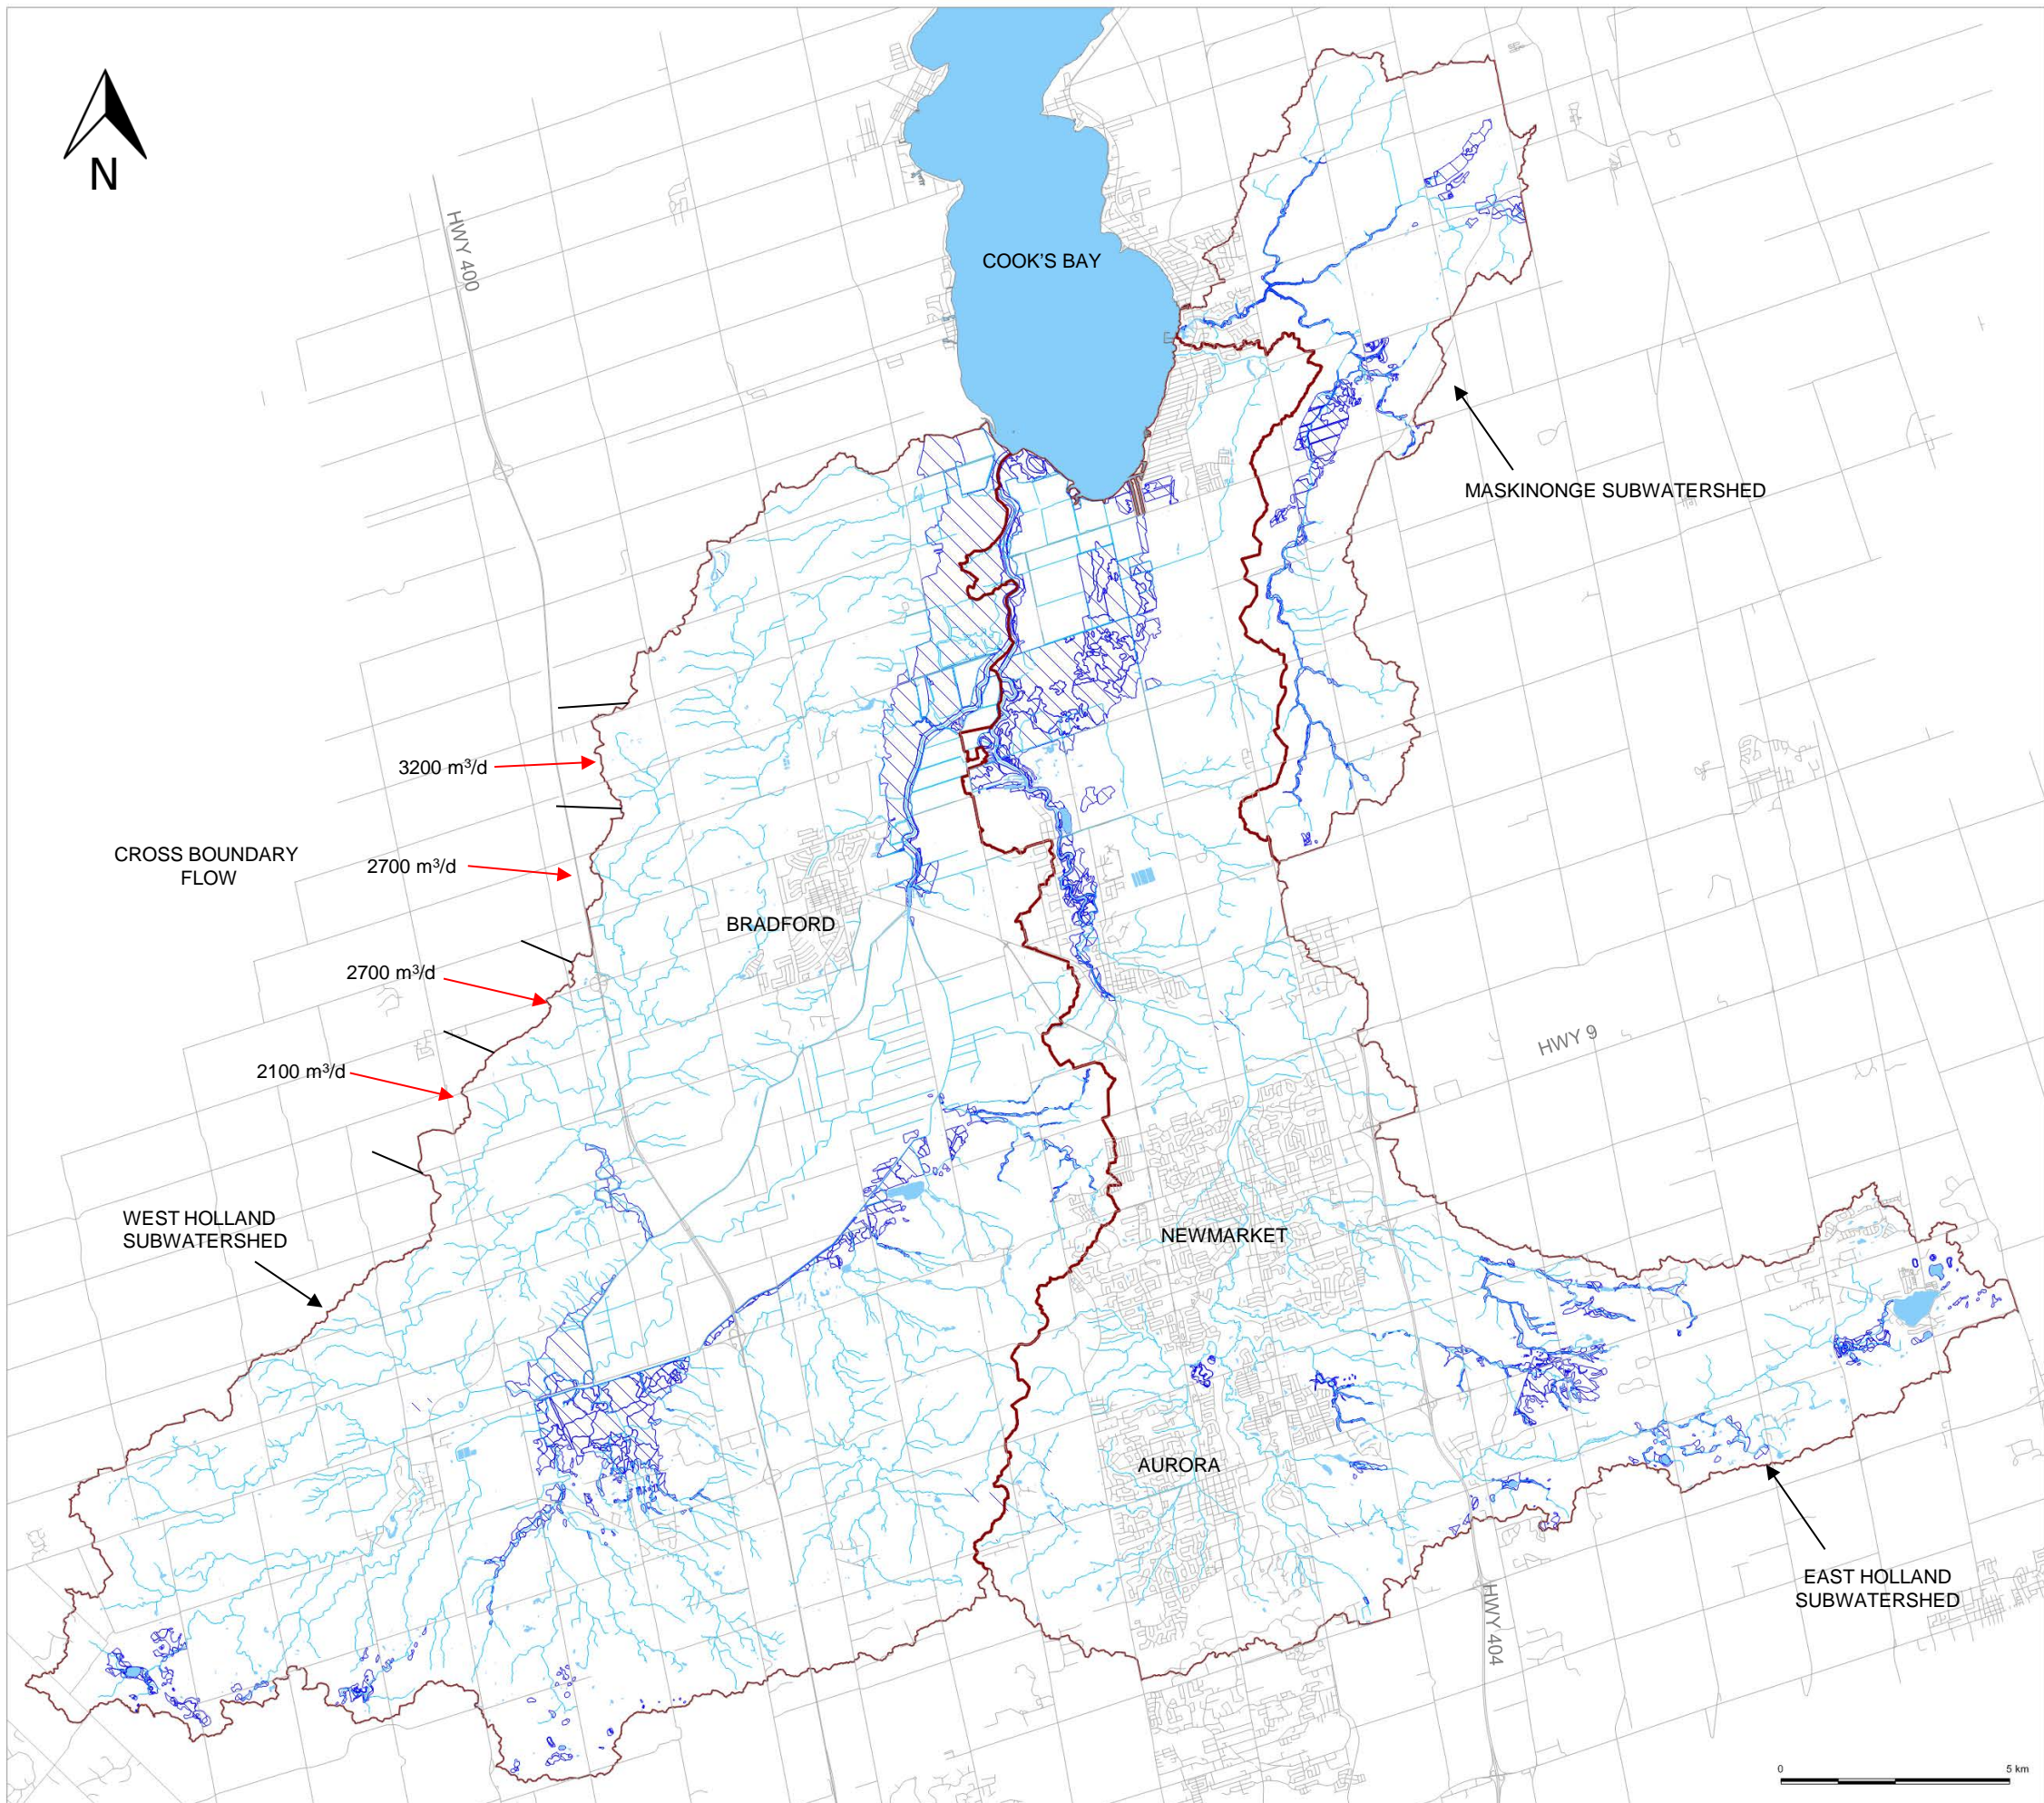 N
HWY 400
COOK'S BAY
MASKINONGE SUBWATERSHED
3200 m³/d
CROSS BOUNDARY
FLOW
2700 m³/d
BRADFORD
2700 m³/d
HWY 9
2100 m³/d
WEST HOLLAND
SUBWATERSHED
NEWMARKET
AURORA
EAST HOLLAND
SUBWATERSHED
HWY 404
0 5 km